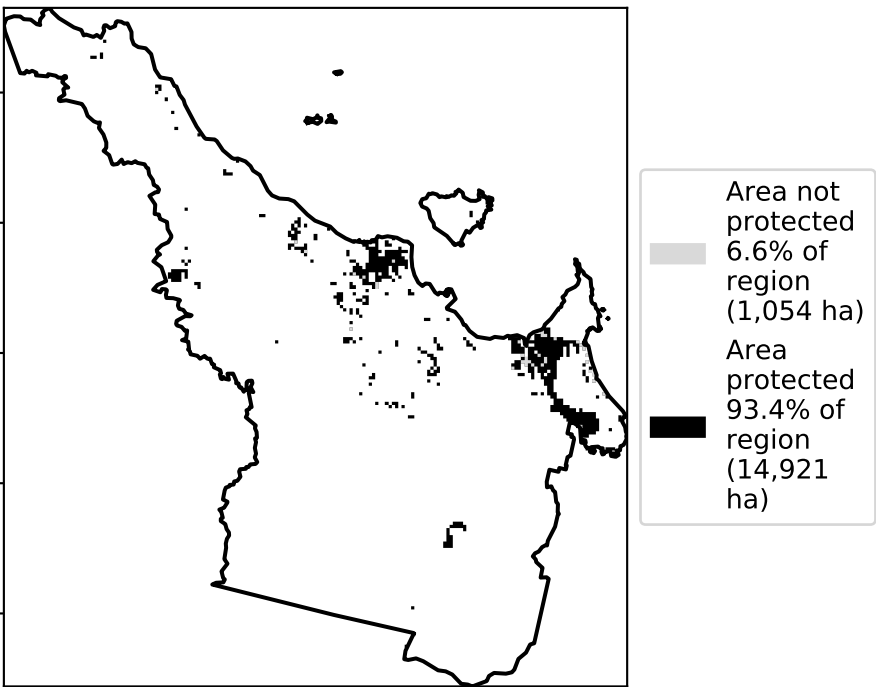 Area not
protected
6.6% of
region
(1,054 ha)
Area
protected
93.4% of
region
(14,921
ha)